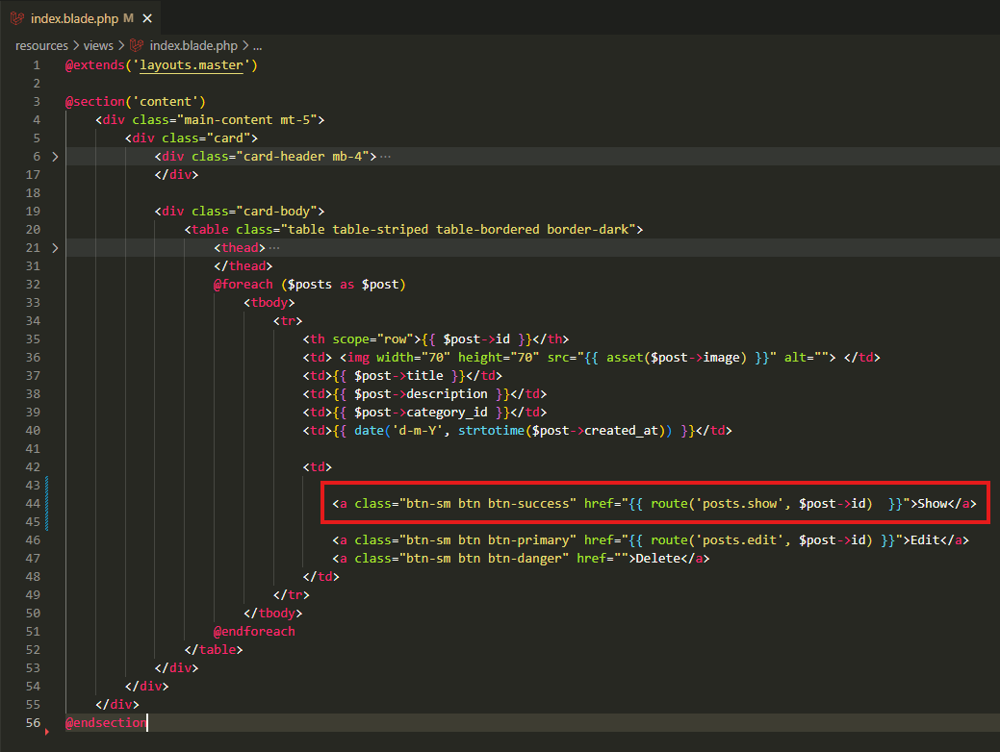 index.blade.php M ✕
resources > views > index.blade.php > ...
1 @extends('layouts.master')
2
3 @section('content')
4 <div class="main-content mt-5">
5 <div class="card">
6 > <div class="card-header mb-4">···
17 </div>
18
19 <div class="card-body">
20 <table class="table table-striped table-bordered border-dark">
21 > <thead>···
31 </thead>
32 @foreach ($posts as $post)
33 <tbody>
34 <tr>
35 <th scope="row">{{ $post->id }}</th>
36 <td> <img width="70" height="70" src="{{ asset($post->image) }}" alt=""> </td>
37 <td>{{ $post->title }}</td>
38 <td>{{ $post->description }}</td>
39 <td>{{ $post->category_id }}</td>
40 <td>{{ date('d-m-Y', strtotime($post->created_at)) }}</td>
41
42 <td>
43
44 <a class="btn-sm btn btn-success" href="{{ route('posts.show', $post->id)  }}">Show</a>
45
46 <a class="btn-sm btn btn-primary" href="{{ route('posts.edit', $post->id) }}">Edit</a>
47 <a class="btn-sm btn btn-danger" href="">Delete</a>
48 </td>
49 </tr>
50 </tbody>
51 @endforeach
52 </table>
53 </div>
54 </div>
55 </div>
56 @endsection